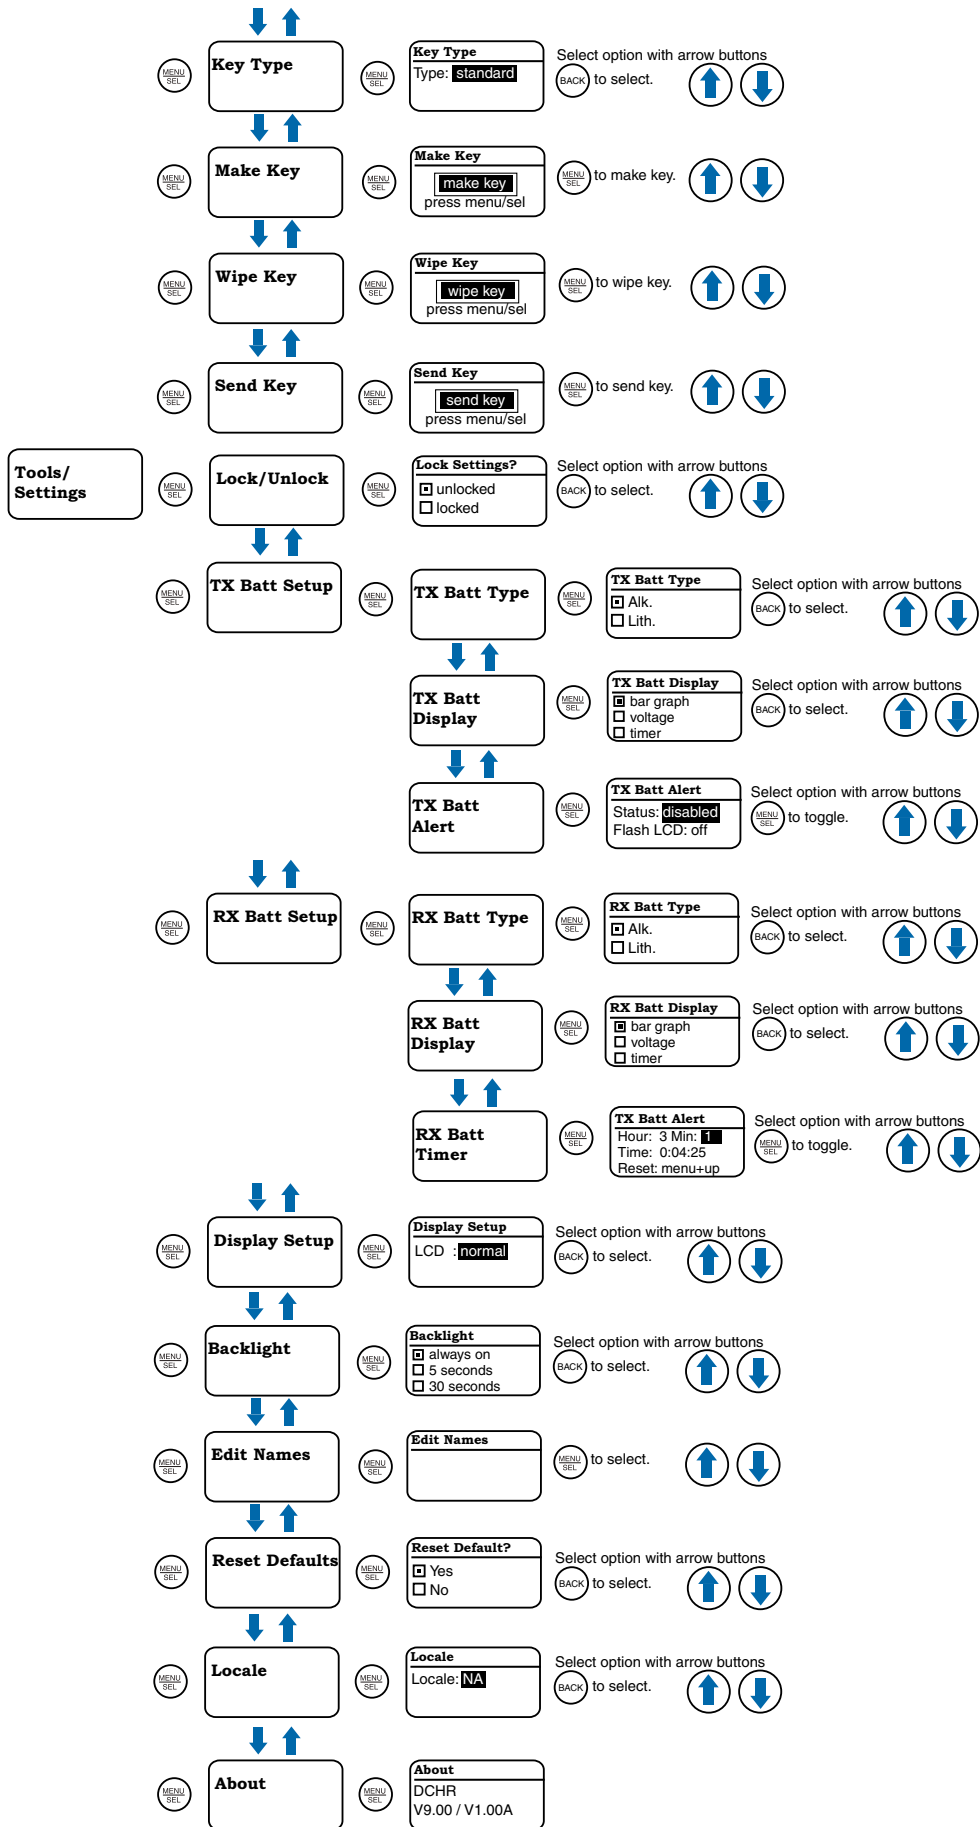 MENU
SEL
Key Type
MENU
SEL
Key Type
Type: standard
Select option with arrow buttons
BACK to select.
MENU
SEL
Make Key
MENU
SEL
Make Key
make key
press menu/sel
MENU
SEL to make key.
MENU
SEL
Wipe Key
MENU
SEL
Wipe Key
wipe key
press menu/sel
MENU
SEL to wipe key.
MENU
SEL
Send Key
MENU
SEL
Send Key
send key
press menu/sel
MENU
SEL to send key.
Tools/
Settings
MENU
SEL
Lock/Unlock
MENU
SEL
Lock Settings?
unlocked
locked
Select option with arrow buttons
BACK to select.
MENU
SEL
TX Batt Setup
MENU
SEL
TX Batt Type
MENU
SEL
TX Batt Type
Alk.
Lith.
Select option with arrow buttons
BACK to select.
TX Batt
Display
MENU
SEL
TX Batt Display
bar graph
voltage
timer
Select option with arrow buttons
BACK to select.
TX Batt
Alert
MENU
SEL
TX Batt Alert
Status: disabled
Flash LCD: off
Select option with arrow buttons
MENU
SEL to toggle.
MENU
SEL
RX Batt Setup
MENU
SEL
RX Batt Type
MENU
SEL
RX Batt Type
Alk.
Lith.
Select option with arrow buttons
BACK to select.
RX Batt
Display
MENU
SEL
RX Batt Display
bar graph
voltage
timer
Select option with arrow buttons
BACK to select.
RX Batt
Timer
MENU
SEL
TX Batt Alert
Hour: 3 Min: 1
Time: 0:04:25
Reset: menu+up
Select option with arrow buttons
MENU
SEL to toggle.
MENU
SEL
Display Setup
MENU
SEL
Display Setup
LCD : normal
Select option with arrow buttons
BACK to select.
MENU
SEL
Backlight
MENU
SEL
Backlight
always on
5 seconds
30 seconds
Select option with arrow buttons
BACK to select.
MENU
SEL
Edit Names
MENU
SEL
Edit Names
MENU
SEL to select.
MENU
SEL
Reset Defaults
MENU
SEL
Reset Default?
Yes
No
Select option with arrow buttons
BACK to select.
MENU
SEL
Locale
MENU
SEL
Locale
Locale: NA
Select option with arrow buttons
BACK to select.
MENU
SEL
About
MENU
SEL
About
DCHR
V9.00 / V1.00A